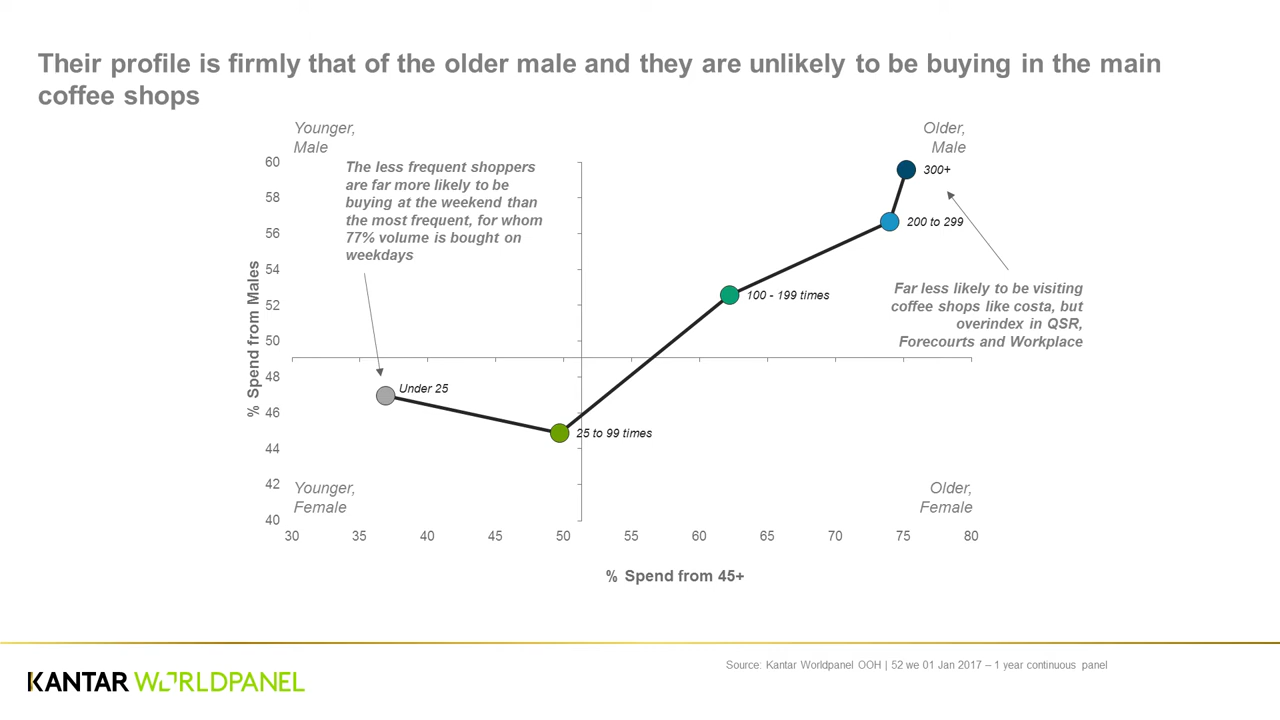 Their profile is firmly that of the older male and they are unlikely to be buying in the main
coffee shops
Younger,
Male
Older,
Male
The less frequent shoppers
are far more likely to be
buying at the weekend than
the most frequent, for whom
77% volume is bought on
weekdays
300+
200 to 299
100 - 199 times
Far less likely to be visiting
coffee shops like costa, but
overindex in QSR,
Forecourts and Workplace
Under 25
25 to 99 times
Younger,
Female
Older,
Female
% Spend from Males
60
58
56
54
52
50
48
46
44
42
40
30 35 40 45 50 55 60 65 70 75 80
% Spend from 45+
Source: Kantar Worldpanel OOH | 52 we 01 Jan 2017 – 1 year continuous panel
KANTAR WORLDPANEL